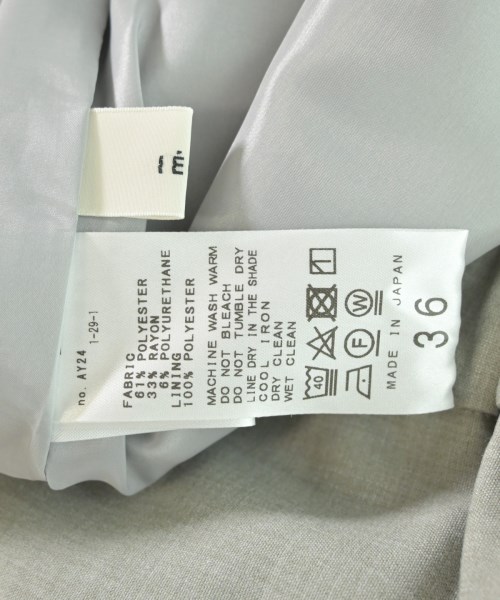 no. AY24 1-29-1
FABRIC
61% POLYESTER
33% RAYON
6% POLYURETHANE
LINING
100% POLYESTER
MACHINE WASH WARM
DO NOT BLEACH
DO NOT TUMBLE DRY
LINE DRY IN THE SHADE
COOL IRON
DRY CLEAN
WET CLEAN
40
F W
MADE IN JAPAN
36